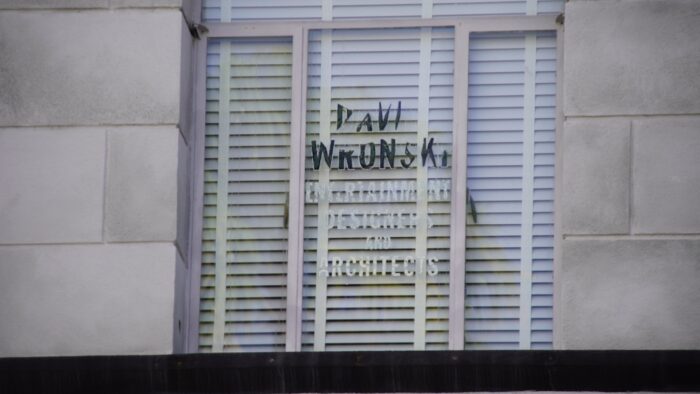 DAVI
WRONSKI
ENTERTAINMENT
DESIGNERS
AND
ARCHITECTS